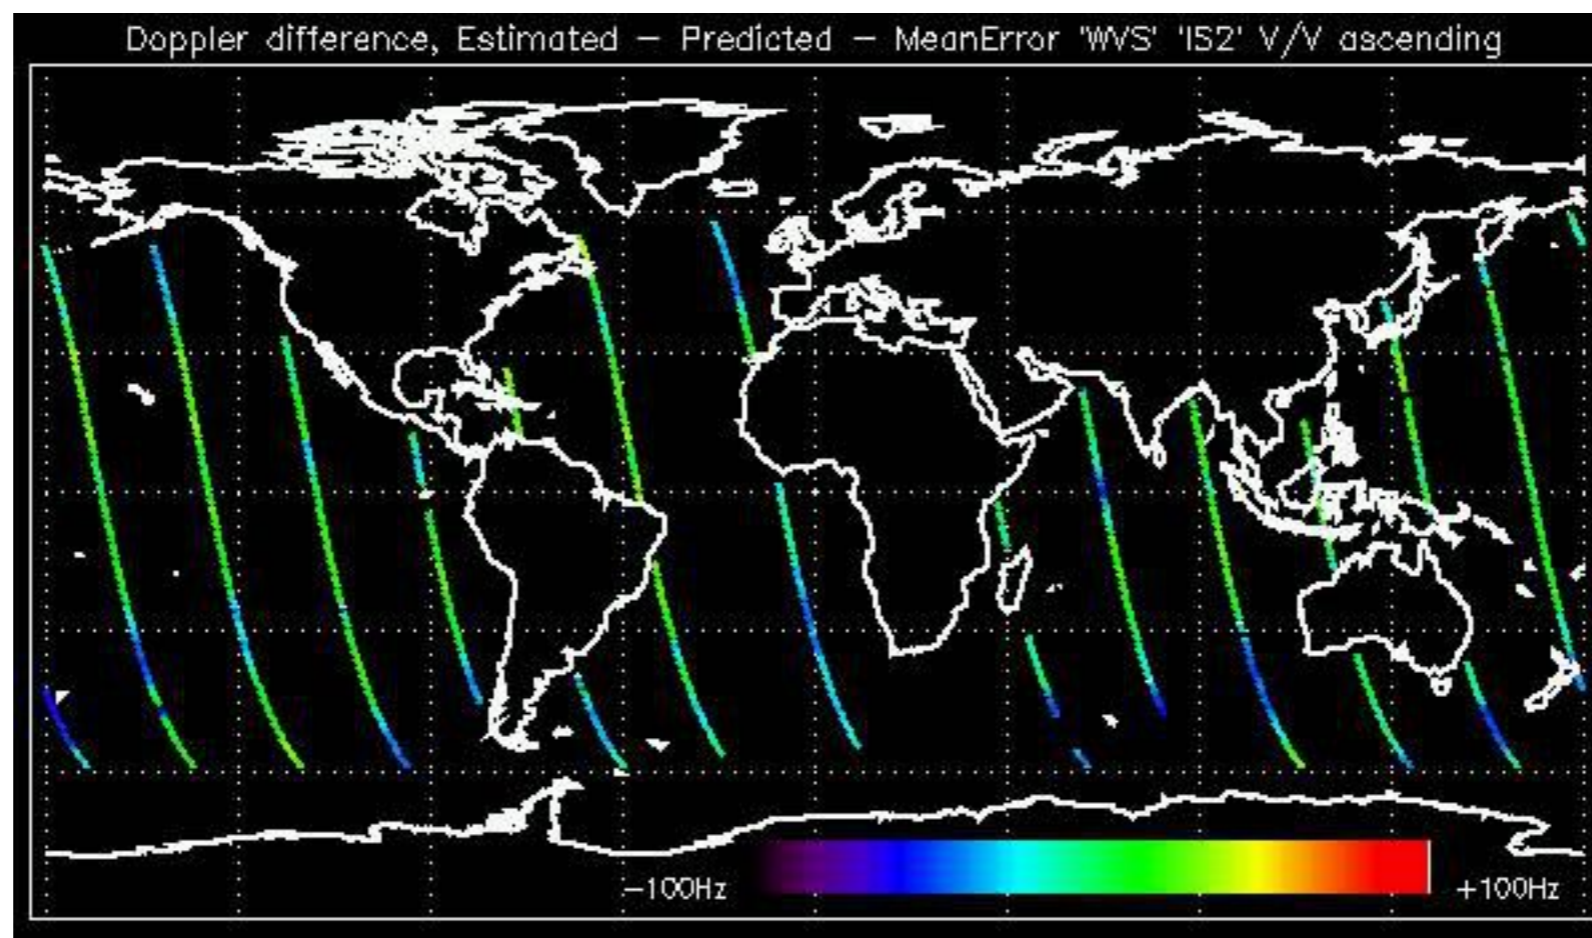 Doppler difference, Estimated – Predicted – MeanError 'WVS' 'IS2' V/V ascending
–100Hz
+100Hz